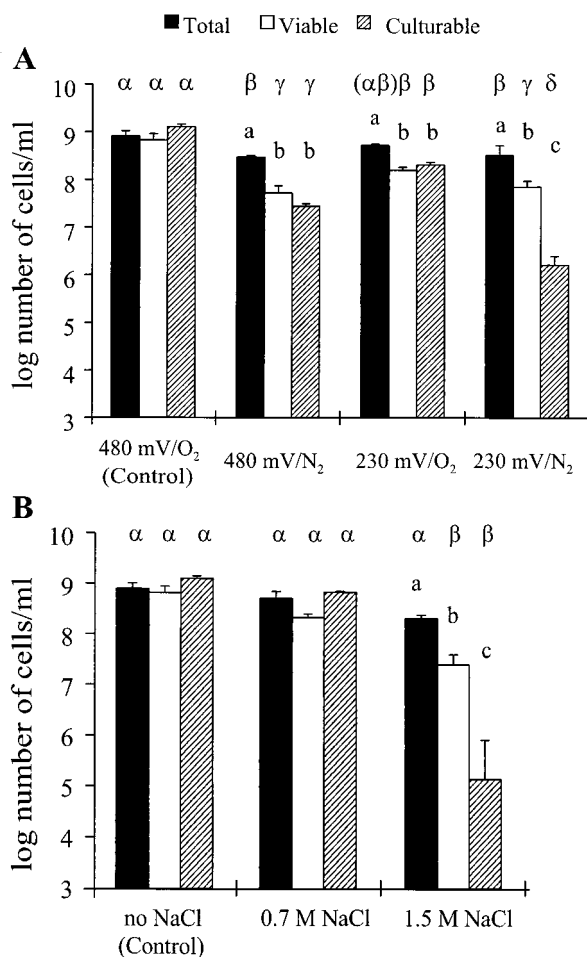 Total Viable Culturable
A
10
9
8
7
6
5
4
3
log number of cells/ml
α α α β γ γ (αβ)β β β γ δ
a b b a b b a b c
480 mV/O₂ 480 mV/N₂ 230 mV/O₂ 230 mV/N₂
(Control)
B
10
9
8
7
6
5
4
3
log number of cells/ml
α α α α α α α β β
a
b
c
no NaCl 0.7 M NaCl 1.5 M NaCl
(Control)